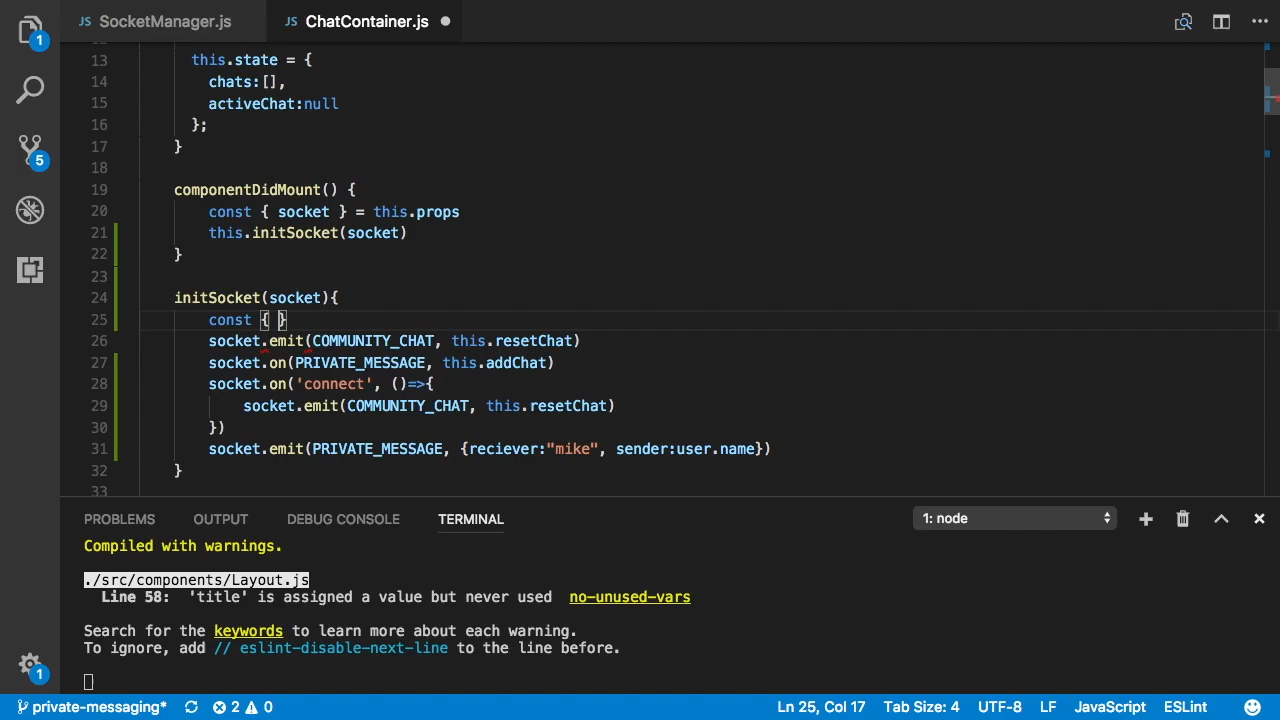 JS SocketManager.js JS ChatContainer.js
1
12
13 this.state = {
14 chats:[],
15 activeChat:null
16 };
17 }
18
19 componentDidMount() {
20 const { socket } = this.props
21 this.initSocket(socket)
22 }
23
24 initSocket(socket){
25 const { }
26 socket.emit(COMMUNITY_CHAT, this.resetChat)
27 socket.on(PRIVATE_MESSAGE, this.addChat)
28 socket.on('connect', ()=>{
29 socket.emit(COMMUNITY_CHAT, this.resetChat)
30 })
31 socket.emit(PRIVATE_MESSAGE, {reciever:"mike", sender:user.name})
32 }
33
5
PROBLEMS OUTPUT DEBUG CONSOLE TERMINAL 1: node
Compiled with warnings.
./src/components/Layout.js
Line 58: 'title' is assigned a value but never used no-unused-vars
Search for the keywords to learn more about each warning.
To ignore, add // eslint-disable-next-line to the line before.
1
private-messaging* 2 0 Ln 25, Col 17 Tab Size: 4 UTF-8 LF JavaScript ESLint